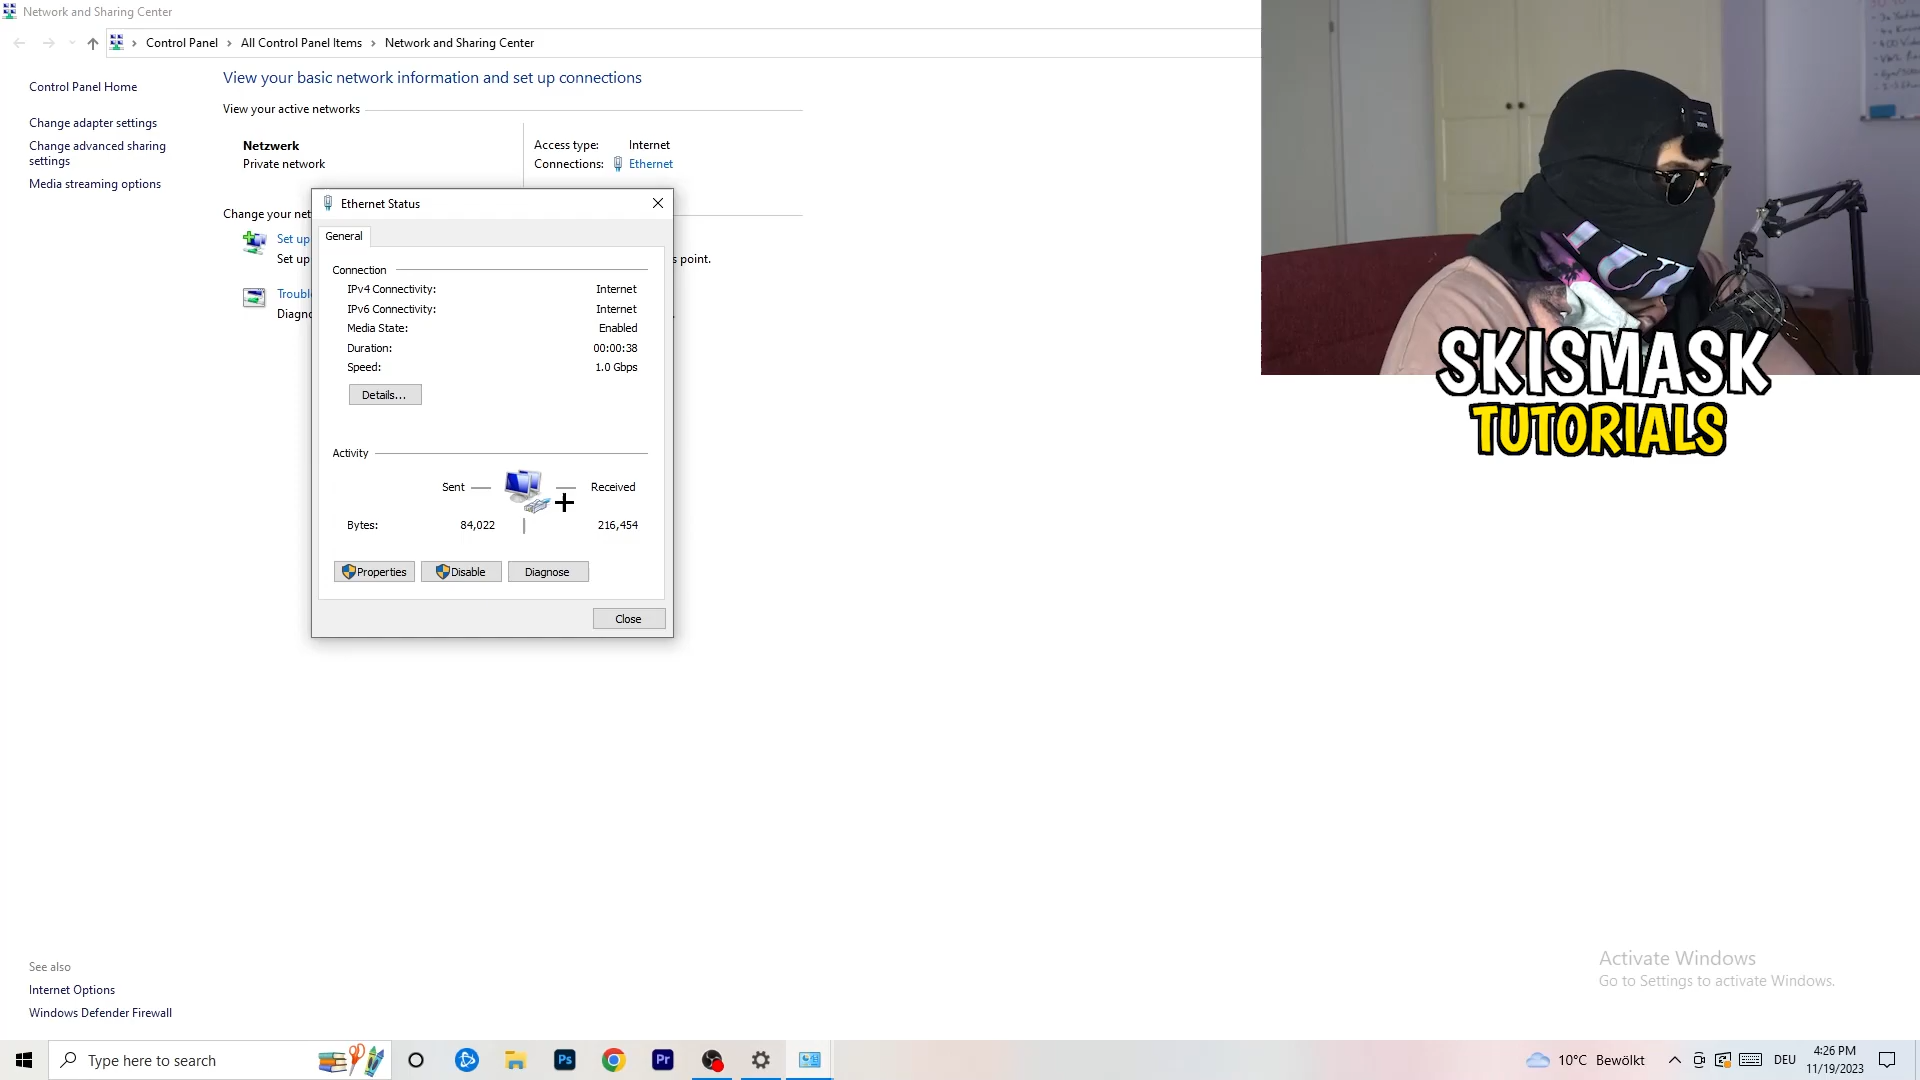 Network and Sharing Center
Control Panel › All Control Panel Items › Network and Sharing Center
Control Panel Home
Change adapter settings
Change advanced sharing
settings
Media streaming options
View your basic network information and set up connections
View your active networks
Netzwerk
Private network
Access type: Internet
Connections: Ethernet
Change your net
Set up
Set up
s point.
Troubl
Diagno
Ethernet Status
General
Connection
IPv4 Connectivity: Internet
IPv6 Connectivity: Internet
Media State: Enabled
Duration: 00:00:38
Speed: 1.0 Gbps
Details...
Activity
Sent
Received
Bytes: 84,022 216,454
Properties
Disable
Diagnose
Close
SKISMASK
TUTORIALS
See also
Internet Options
Windows Defender Firewall
Activate Windows
Go to Settings to activate Windows.
Type here to search
Ps
Pr
10°C Bewölkt
DEU
4:26 PM
11/19/2023